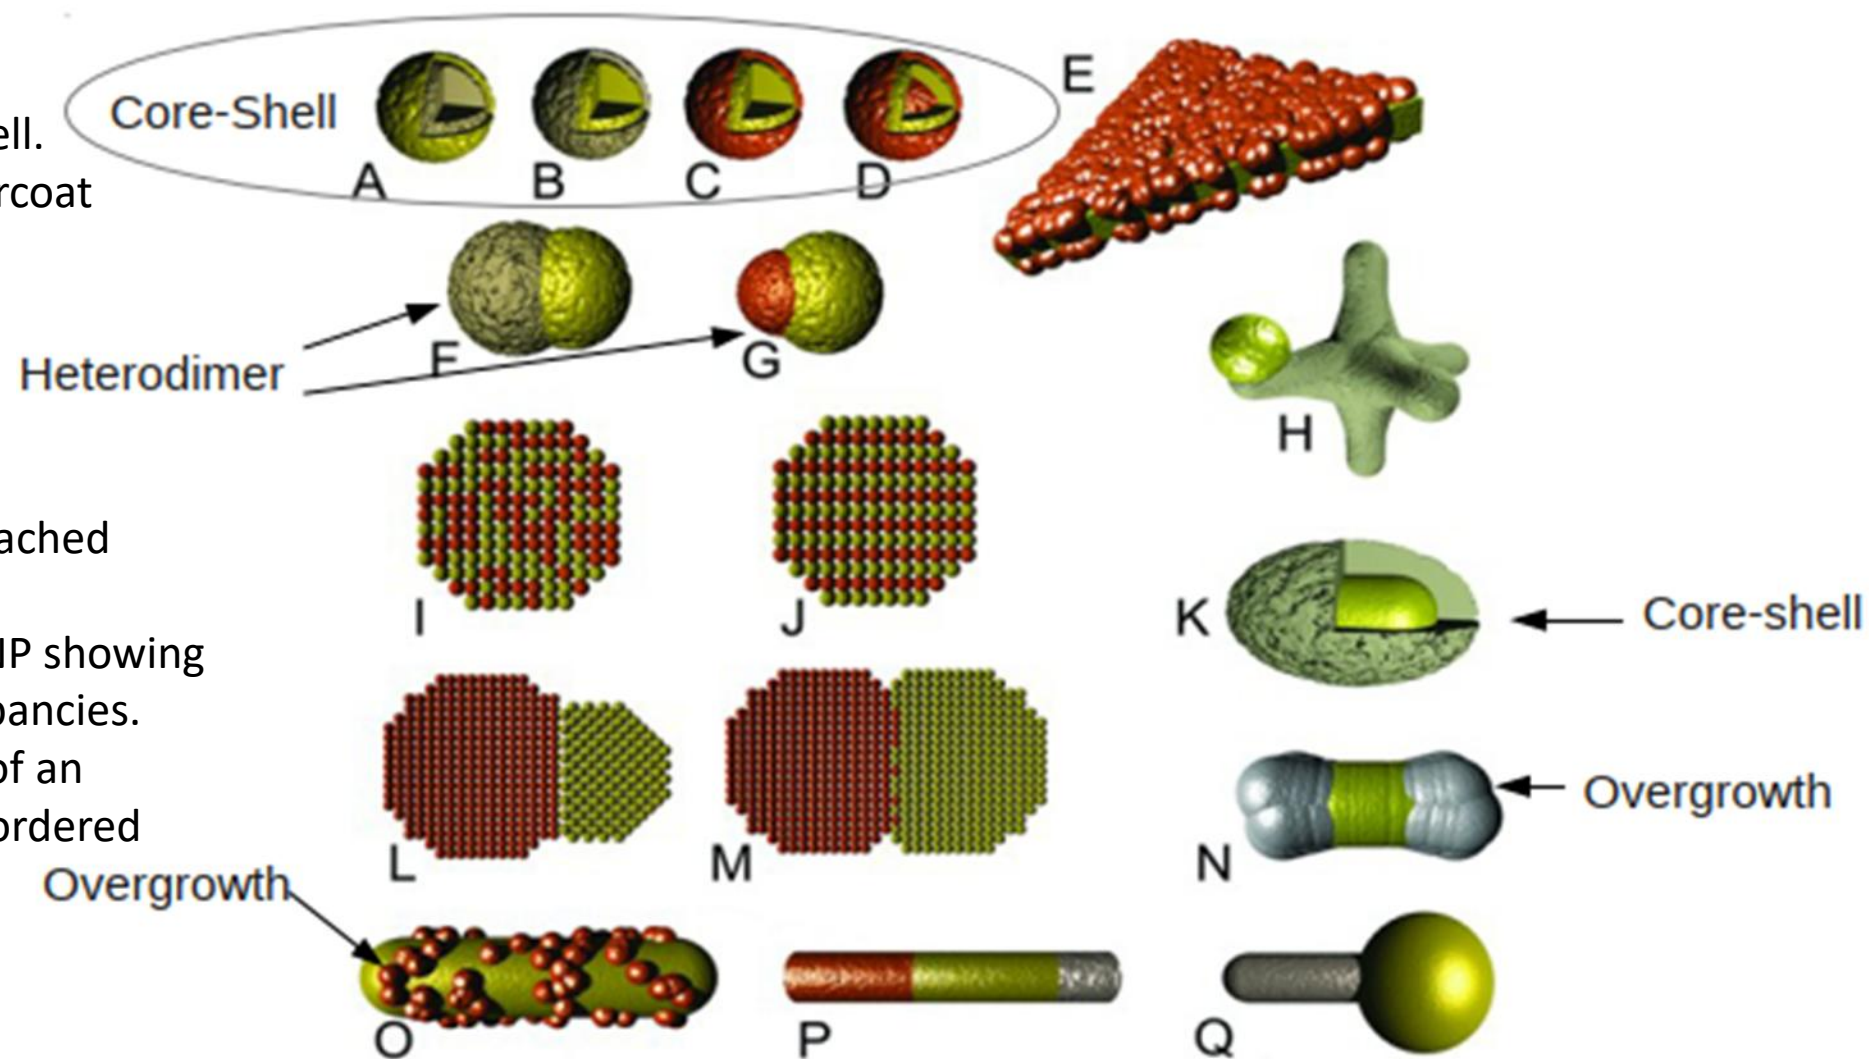 ell.
rcoat
ached
IP showing
pancies.
of an
ordered
Core-Shell
A
B
C
D
E
Heterodimer
F
G
H
I
J
K
Core-shell
L
M
N
Overgrowth
Overgrowth
O
P
Q